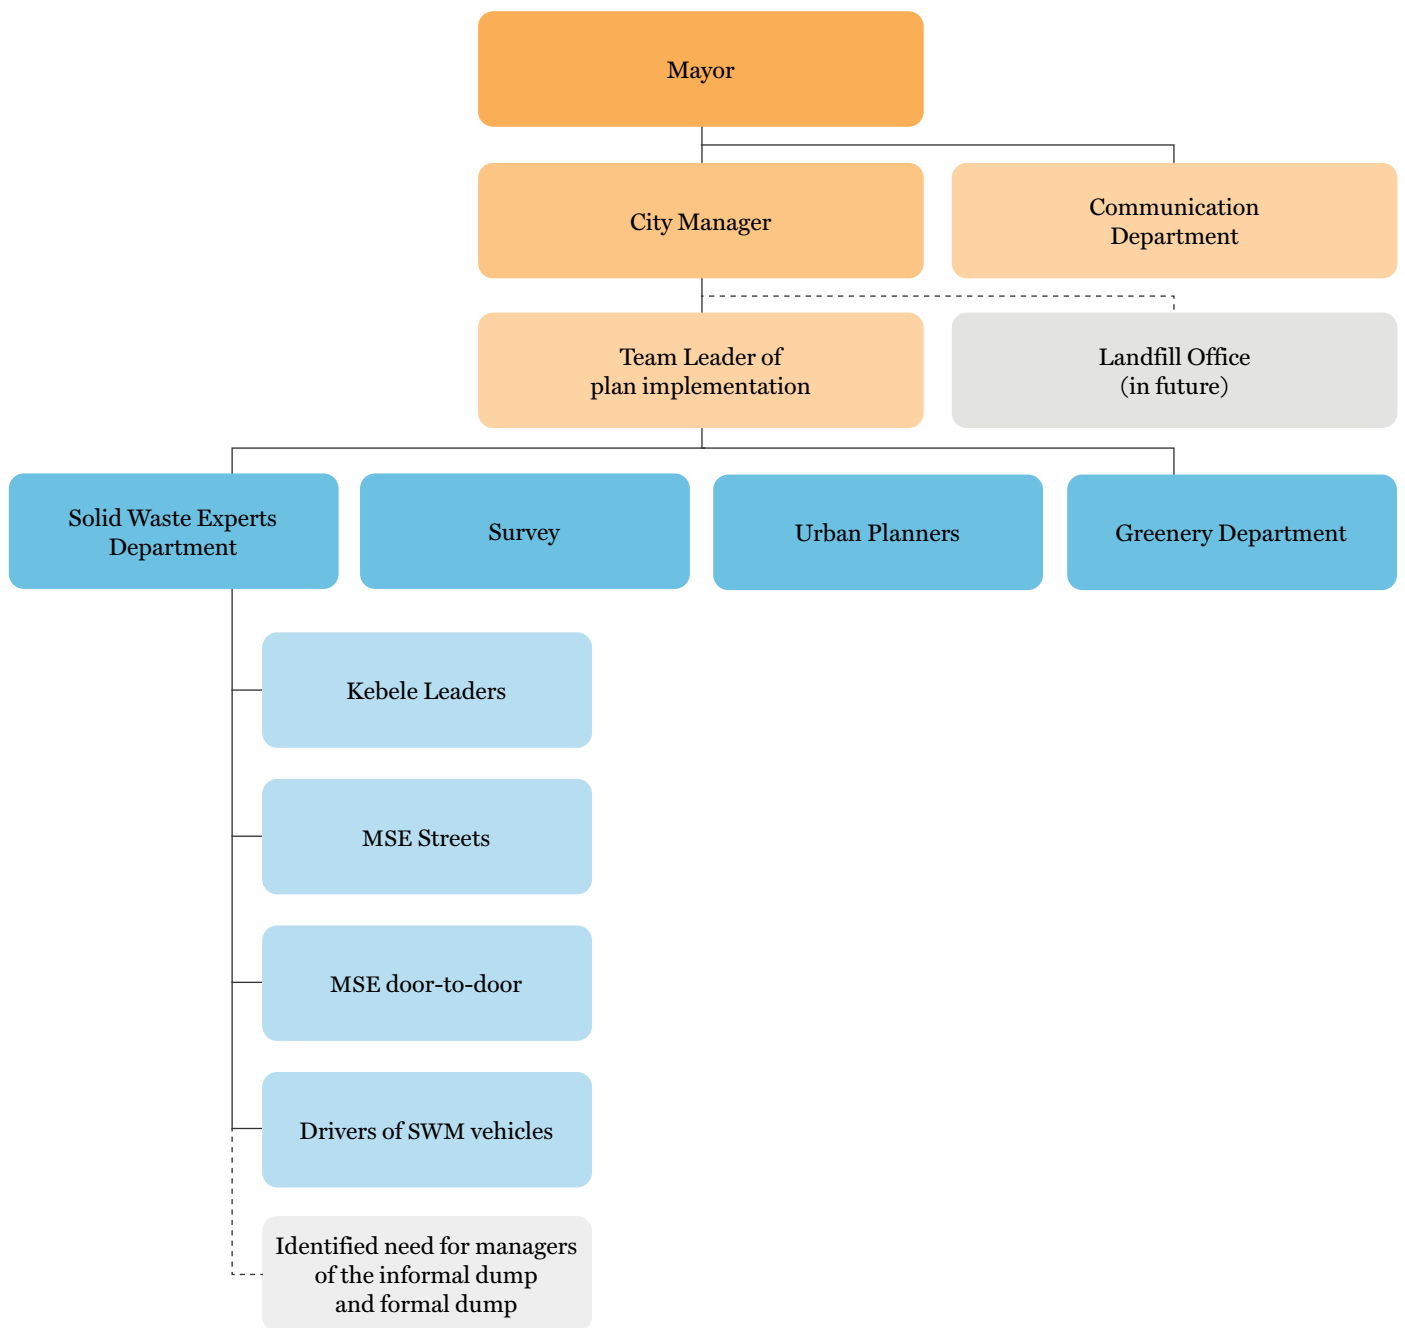 Mayor
City Manager
Communication
Department
Team Leader of
plan implementation
Landfill Office
(in future)
Solid Waste Experts
Department
Survey
Urban Planners
Greenery Department
Kebele Leaders
MSE Streets
MSE door-to-door
Drivers of SWM vehicles
Identified need for managers
of the informal dump
and formal dump